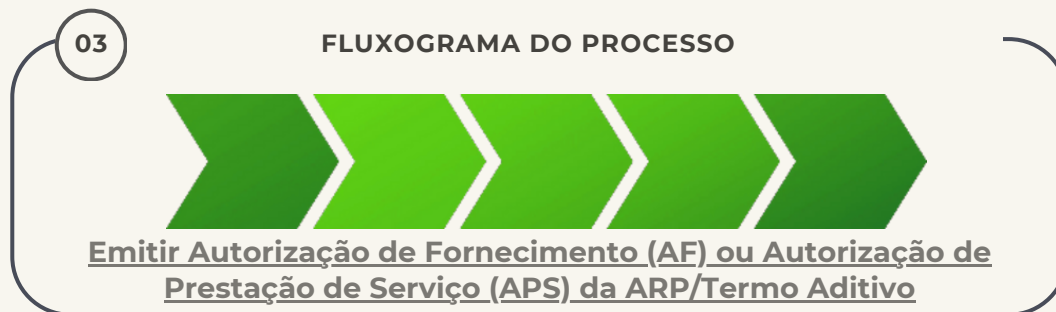 03
FLUXOGRAMA DO PROCESSO
Emitir Autorização de Fornecimento (AF) ou Autorização de
Prestação de Serviço (APS) da ARP/Termo Aditivo